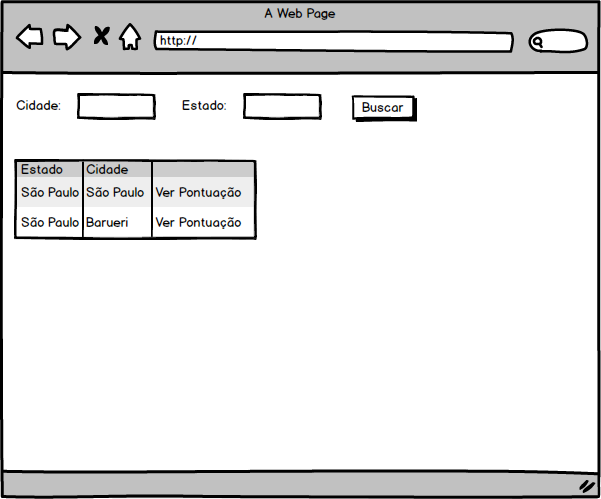 A Web Page
http://
Cidade: Estado: Buscar
Estado Cidade
São Paulo São Paulo Ver Pontuação
São Paulo Barueri Ver Pontuação